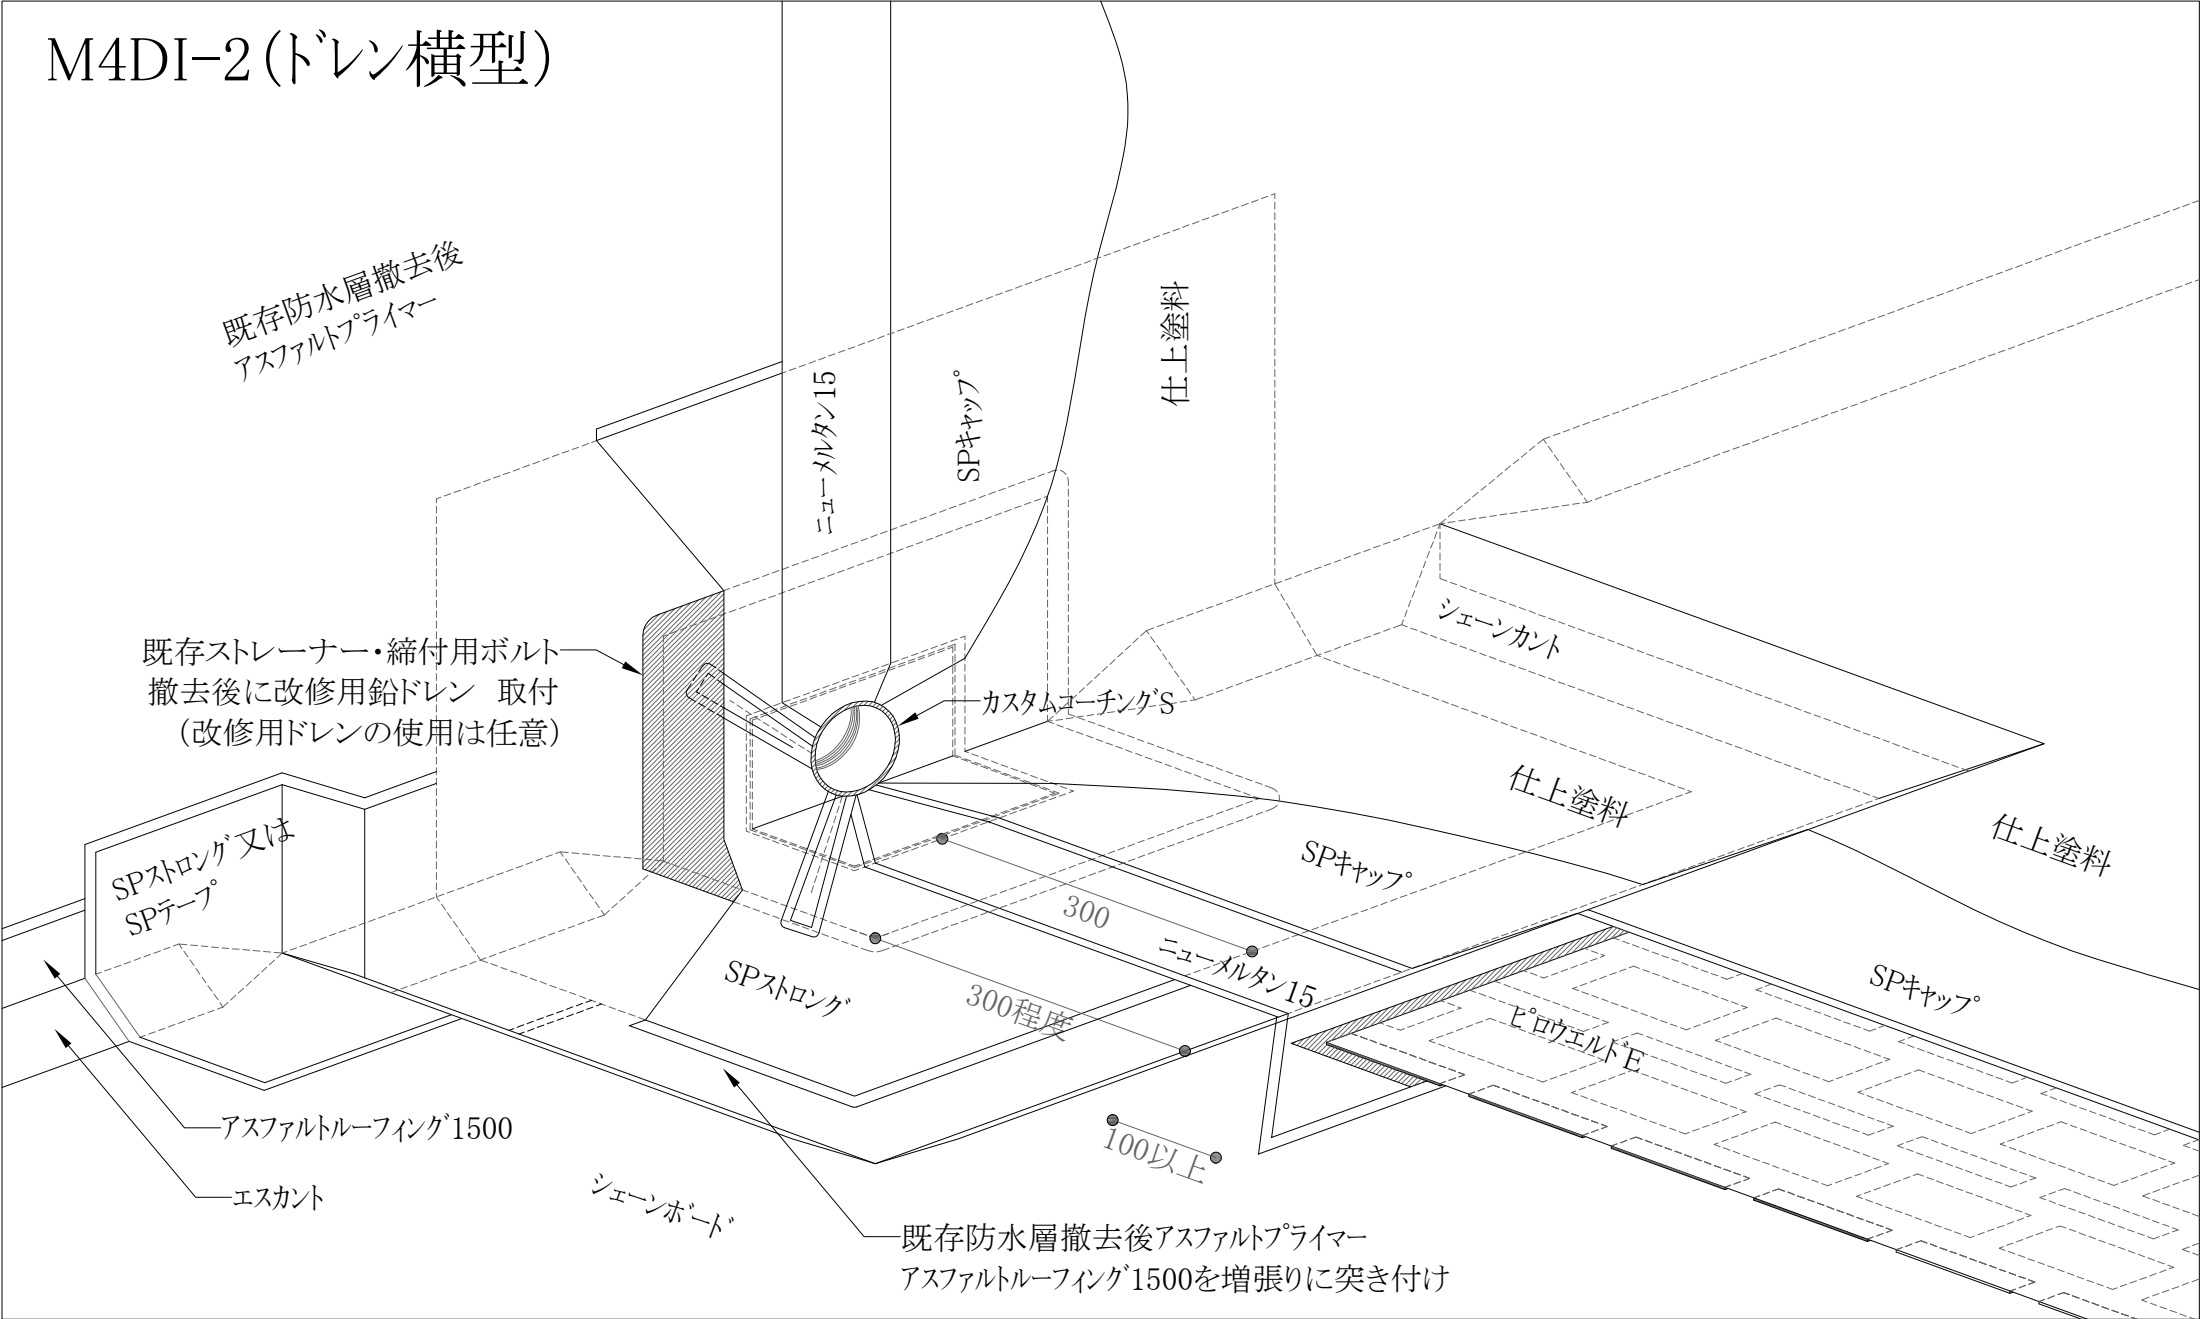 M4DI-2(ドレン横型)
既存防水層撤去後
アスファルトプライマー
ニューメルタン15
SPキャップ
仕上塗料
既存ストレーナー・締付用ボルト
撤去後に改修用鉛ドレン 取付
(改修用ドレンの使用は任意)
カスタムコーチングS
シェーンカント
仕上塗料
仕上塗料
SPストロング又は
SPテープ
SPキャップ
300
ニューメルタン15
SPストロング
300程度
SPキャップ
ピロウエルドE
アスファルトルーフィング1500
100以上
エスカント
シェーンボード
既存防水層撤去後アスファルトプライマー
アスファルトルーフィング1500を増張りに突き付け